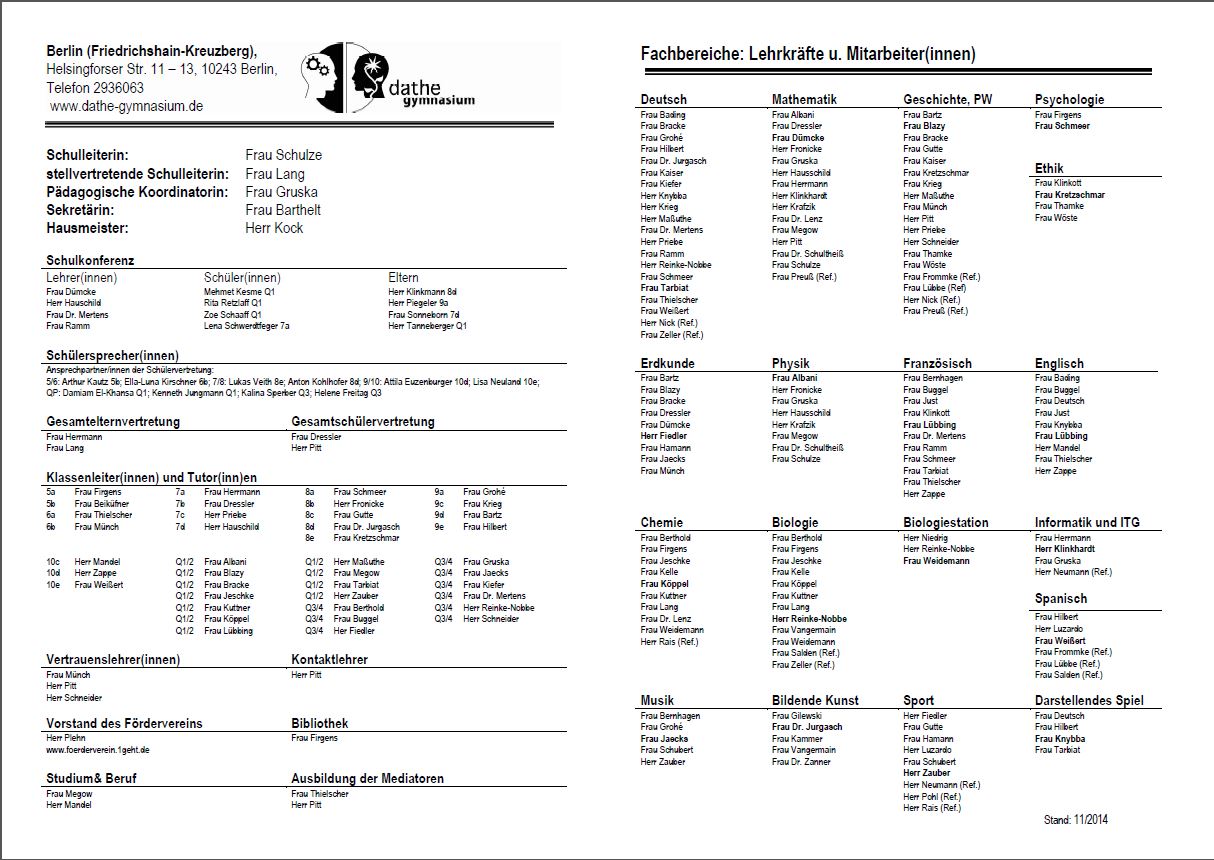 Berlin (Friedrichshain-Kreuzberg),
Helsingforser Str. 11 – 13, 10243 Berlin,
Telefon 2936063
www.dathe-gymnasium.de
dathe
gymnasium
Schulleiterin: Frau Schulze
stellvertretende Schulleiterin: Frau Lang
Pädagogische Koordinatorin: Frau Gruska
Sekretärin: Frau Barthelt
Hausmeister: Herr Kock
Schulkonferenz
Lehrer(innen) Schüler(innen) Eltern
Frau Dümcke Mehmet Kesme Q1 Herr Klinkmann 8d
Herr Hauschild Rita Retzlaff Q1 Herr Piegeler 9a
Frau Dr. Mertens Zoe Schaaff Q1 Frau Sonneborn 7d
Frau Ramm Lena Schwerdtfeger 7a Herr Tanneberger Q1
Schülersprecher(innen)
Ansprechpartner/innen der Schülervertretung:
5/6: Arthur Kautz 5b; Ella-Luna Kirschner 6b; 7/8: Lukas Veith 8e; Anton Kohlhofer 8d; 9/10: Attila Euzenburger 10d; Lisa Neuland 10e;
QP: Damiam El-Khansa Q1; Kenneth Jungmann Q1; Kalina Sperber Q3; Helene Freitag Q3
Gesamtelternvertretung Gesamtschülervertretung
Frau Herrmann Frau Dressler
Frau Lang Herr Pitt
Klassenleiter(innen) und Tutor(inn)en
5a Frau Firgens 7a Frau Herrmann 8a Frau Schmeer 9a Frau Grohé
5b Frau Beiküfner 7b Frau Dressler 8b Herr Fronicke 9c Frau Krieg
6a Frau Thielscher 7c Herr Priebe 8c Frau Gutte 9d Frau Bartz
6b Frau Münch 7d Herr Hauschild 8d Frau Dr. Jurgasch 9e Frau Hilbert
8e Frau Kretzschmar
10c Herr Mandel Q1/2 Frau Albani Q1/2 Herr Maßuthe Q3/4 Frau Gruska
10d Herr Zappe Q1/2 Frau Blazy Q1/2 Frau Megow Q3/4 Frau Jaecks
10e Frau Weißert Q1/2 Frau Bracke Q1/2 Frau Tarbiat Q3/4 Frau Kiefer
Q1/2 Frau Jeschke Q1/2 Herr Zauber Q3/4 Frau Dr. Mertens
Q1/2 Frau Kuttner Q3/4 Frau Berthold Q3/4 Herr Reinke-Nobbe
Q1/2 Frau Köppel Q3/4 Frau Buggel Q3/4 Herr Schneider
Q1/2 Frau Lübbing Q3/4 Her Fiedler
Vertrauenslehrer(innen) Kontaktlehrer
Frau Münch Herr Pitt
Herr Pitt
Herr Schneider
Vorstand des Fördervereins Bibliothek
Herr Plehn Frau Firgens
www.foerderverein.1geht.de
Studium& Beruf Ausbildung der Mediatoren
Frau Megow Frau Thielscher
Herr Mandel Herr Pitt
Fachbereiche: Lehrkräfte u. Mitarbeiter(innen)
Deutsch Mathematik Geschichte, PW Psychologie
Frau Bading Frau Albani Frau Bartz Frau Firgens
Frau Bracke Frau Dressler Frau Blazy Frau Schmeer
Frau Grohé Frau Dümcke Frau Bracke
Frau Hilbert Herr Fronicke Frau Gutte
Frau Dr. Jurgasch Frau Gruska Frau Kaiser Ethik
Frau Kaiser Herr Hausschild Frau Kretzschmar
Frau Kiefer Frau Herrmann Frau Krieg Frau Klinkott
Herr Knybba Herr Klinkhardt Herr Maßuthe Frau Kretzschmar
Herr Krieg Herr Krafzik Frau Münch Frau Thamke
Herr Maßuthe Frau Dr. Lenz Herr Pitt Frau Wöste
Frau Dr. Mertens Frau Megow Herr Priebe
Herr Priebe Herr Pitt Herr Schneider
Frau Ramm Frau Dr. Schultheiß Frau Thamke
Herr Reinke-Nobbe Frau Schulze Frau Wöste
Frau Schmeer Frau Preuß (Ref.) Frau Frommke (Ref.)
Frau Tarbiat Frau Lübbe (Ref)
Frau Thielscher Herr Nick (Ref.)
Frau Weißert Frau Preuß (Ref.)
Herr Nick (Ref.)
Frau Zeller (Ref.)
Erdkunde Physik Französisch Englisch
Frau Bartz Frau Albani Frau Bernhagen Frau Bading
Frau Blazy Herr Fronicke Frau Buggel Frau Buggel
Frau Bracke Frau Gruska Frau Just Frau Deutsch
Frau Dressler Herr Hausschild Frau Klinkott Frau Just
Frau Dümcke Herr Krafzik Frau Lübbing Frau Knybba
Herr Fiedler Frau Megow Frau Dr. Mertens Frau Lübbing
Frau Hamann Frau Dr. Schultheiß Frau Ramm Herr Mandel
Frau Jaecks Frau Schulze Frau Schmeer Frau Thielscher
Frau Münch Frau Tarbiat Herr Zappe
Frau Thielscher
Herr Zappe
Chemie Biologie Biologiestation Informatik und ITG
Frau Berthold Frau Berthold Herr Niedrig Frau Herrmann
Frau Firgens Frau Firgens Herr Reinke-Nobbe Herr Klinkhardt
Frau Jeschke Frau Jeschke Frau Weidemann Frau Gruska
Frau Kelle Frau Kelle Herr Neumann (Ref.)
Frau Köppel Frau Köppel
Frau Kuttner Frau Kuttner Spanisch
Frau Lang Frau Lang
Frau Dr. Lenz Herr Reinke-Nobbe Frau Hilbert
Frau Weidemann Frau Vangermain Herr Luzardo
Herr Rais (Ref.) Frau Weidemann Frau Weißert
Frau Salden (Ref.) Frau Frommke (Ref.)
Frau Zeller (Ref.) Frau Lübbe (Ref.)
Frau Salden (Ref.)
Musik Bildende Kunst Sport Darstellendes Spiel
Frau Bernhagen Frau Gilewski Herr Fiedler Frau Deutsch
Frau Grohé Frau Dr. Jurgasch Frau Gutte Frau Hilbert
Frau Jaecks Frau Kammer Frau Hamann Frau Knybba
Frau Schubert Frau Vangermain Herr Luzardo Frau Tarbiat
Herr Zauber Frau Dr. Zanner Frau Schubert
Herr Zauber
Herr Neumann (Ref.)
Herr Pohl (Ref.)
Herr Rais (Ref.)
Stand: 11/2014